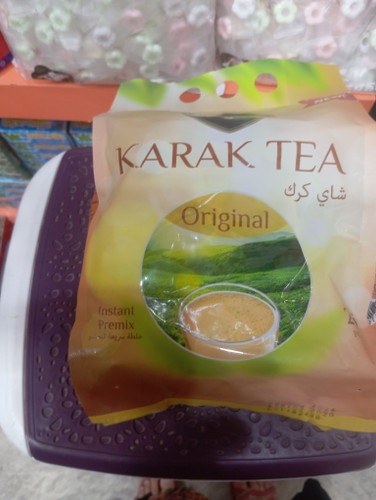 KARAK TEA
شاي كرك
Original
Instant
Premix